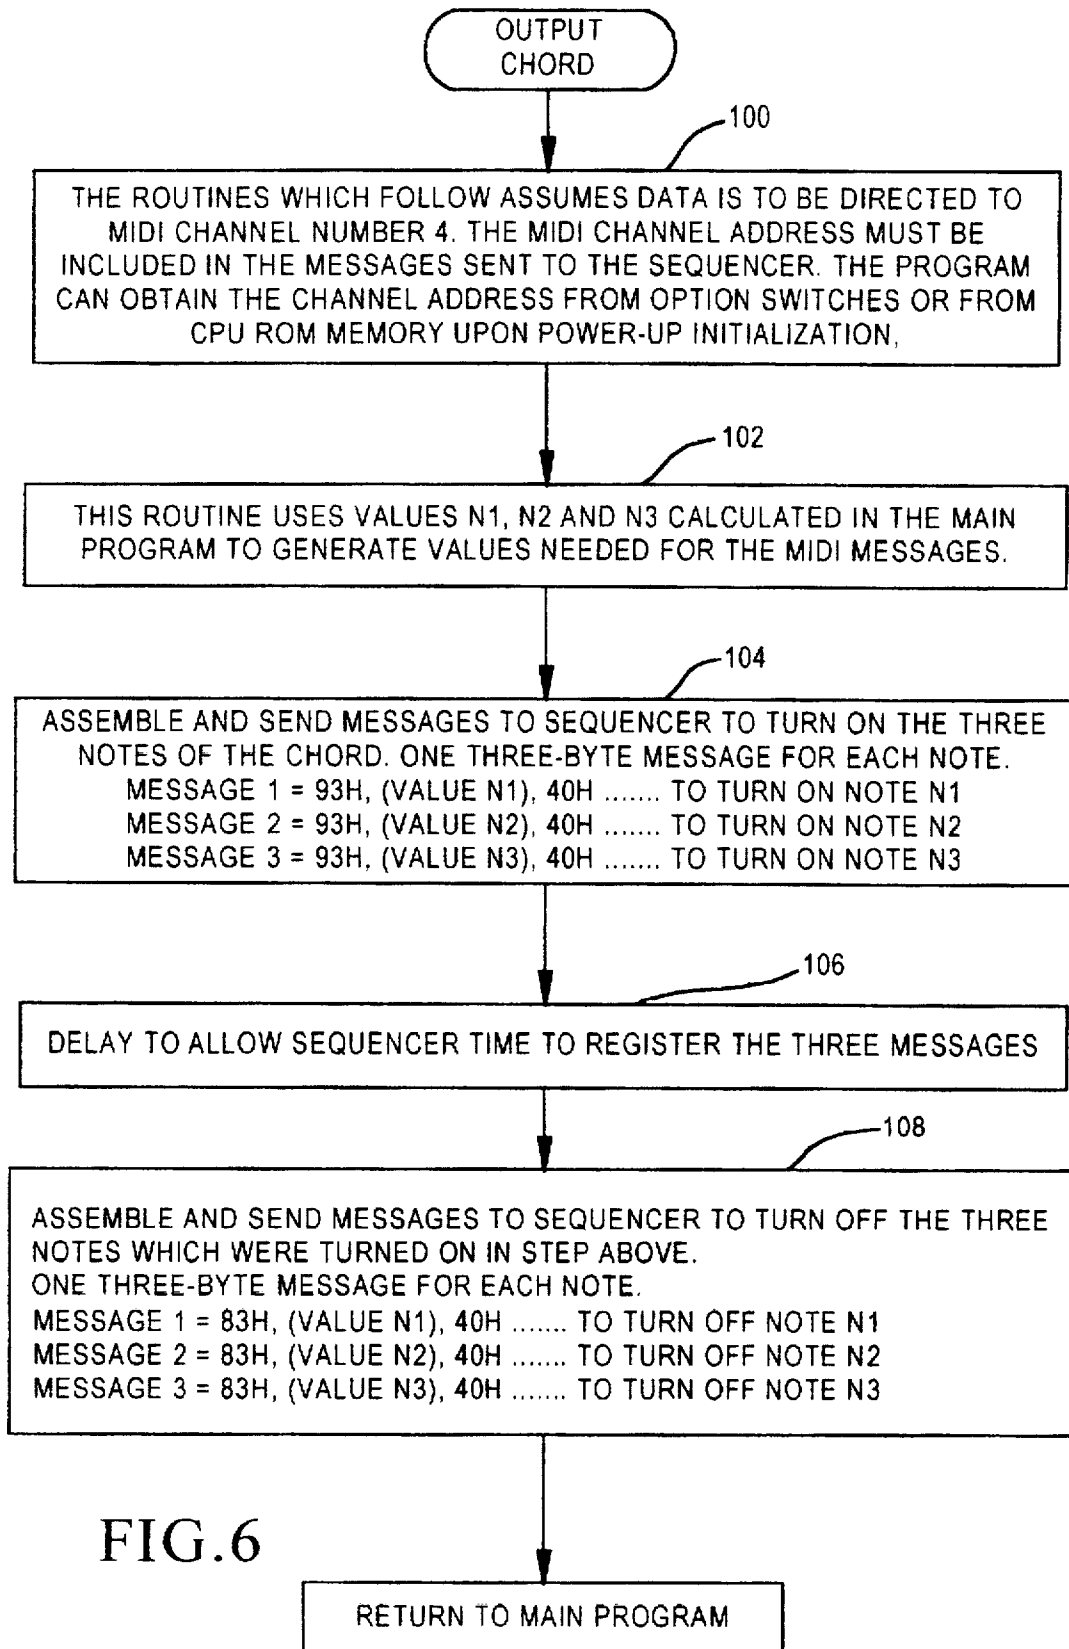 OUTPUT
CHORD
100
THE ROUTINES WHICH FOLLOW ASSUMES DATA IS TO BE DIRECTED TO
MIDI CHANNEL NUMBER 4. THE MIDI CHANNEL ADDRESS MUST BE
INCLUDED IN THE MESSAGES SENT TO THE SEQUENCER. THE PROGRAM
CAN OBTAIN THE CHANNEL ADDRESS FROM OPTION SWITCHES OR FROM
CPU ROM MEMORY UPON POWER-UP INITIALIZATION,
102
THIS ROUTINE USES VALUES N1, N2 AND N3 CALCULATED IN THE MAIN
PROGRAM TO GENERATE VALUES NEEDED FOR THE MIDI MESSAGES.
104
ASSEMBLE AND SEND MESSAGES TO SEQUENCER TO TURN ON THE THREE
NOTES OF THE CHORD. ONE THREE-BYTE MESSAGE FOR EACH NOTE.
MESSAGE 1 = 93H, (VALUE N1), 40H ....... TO TURN ON NOTE N1
MESSAGE 2 = 93H, (VALUE N2), 40H ....... TO TURN ON NOTE N2
MESSAGE 3 = 93H, (VALUE N3), 40H ....... TO TURN ON NOTE N3
106
DELAY TO ALLOW SEQUENCER TIME TO REGISTER THE THREE MESSAGES
108
ASSEMBLE AND SEND MESSAGES TO SEQUENCER TO TURN OFF THE THREE
NOTES WHICH WERE TURNED ON IN STEP ABOVE.
ONE THREE-BYTE MESSAGE FOR EACH NOTE.
MESSAGE 1 = 83H, (VALUE N1), 40H ....... TO TURN OFF NOTE N1
MESSAGE 2 = 83H, (VALUE N2), 40H ....... TO TURN OFF NOTE N2
MESSAGE 3 = 83H, (VALUE N3), 40H ....... TO TURN OFF NOTE N3
FIG.6
RETURN TO MAIN PROGRAM